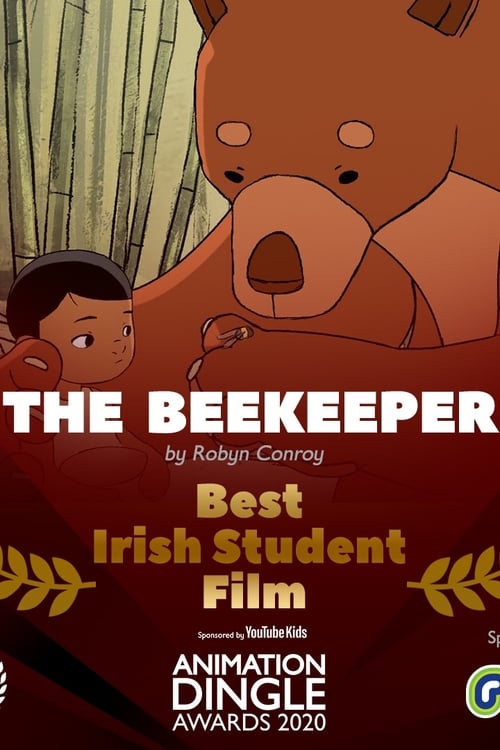 THE BEEKEEPER
by Robyn Conroy
Best
Irish Student
Film
Sponsored by YouTube Kids
ANIMATION
DINGLE
AWARDS 2020